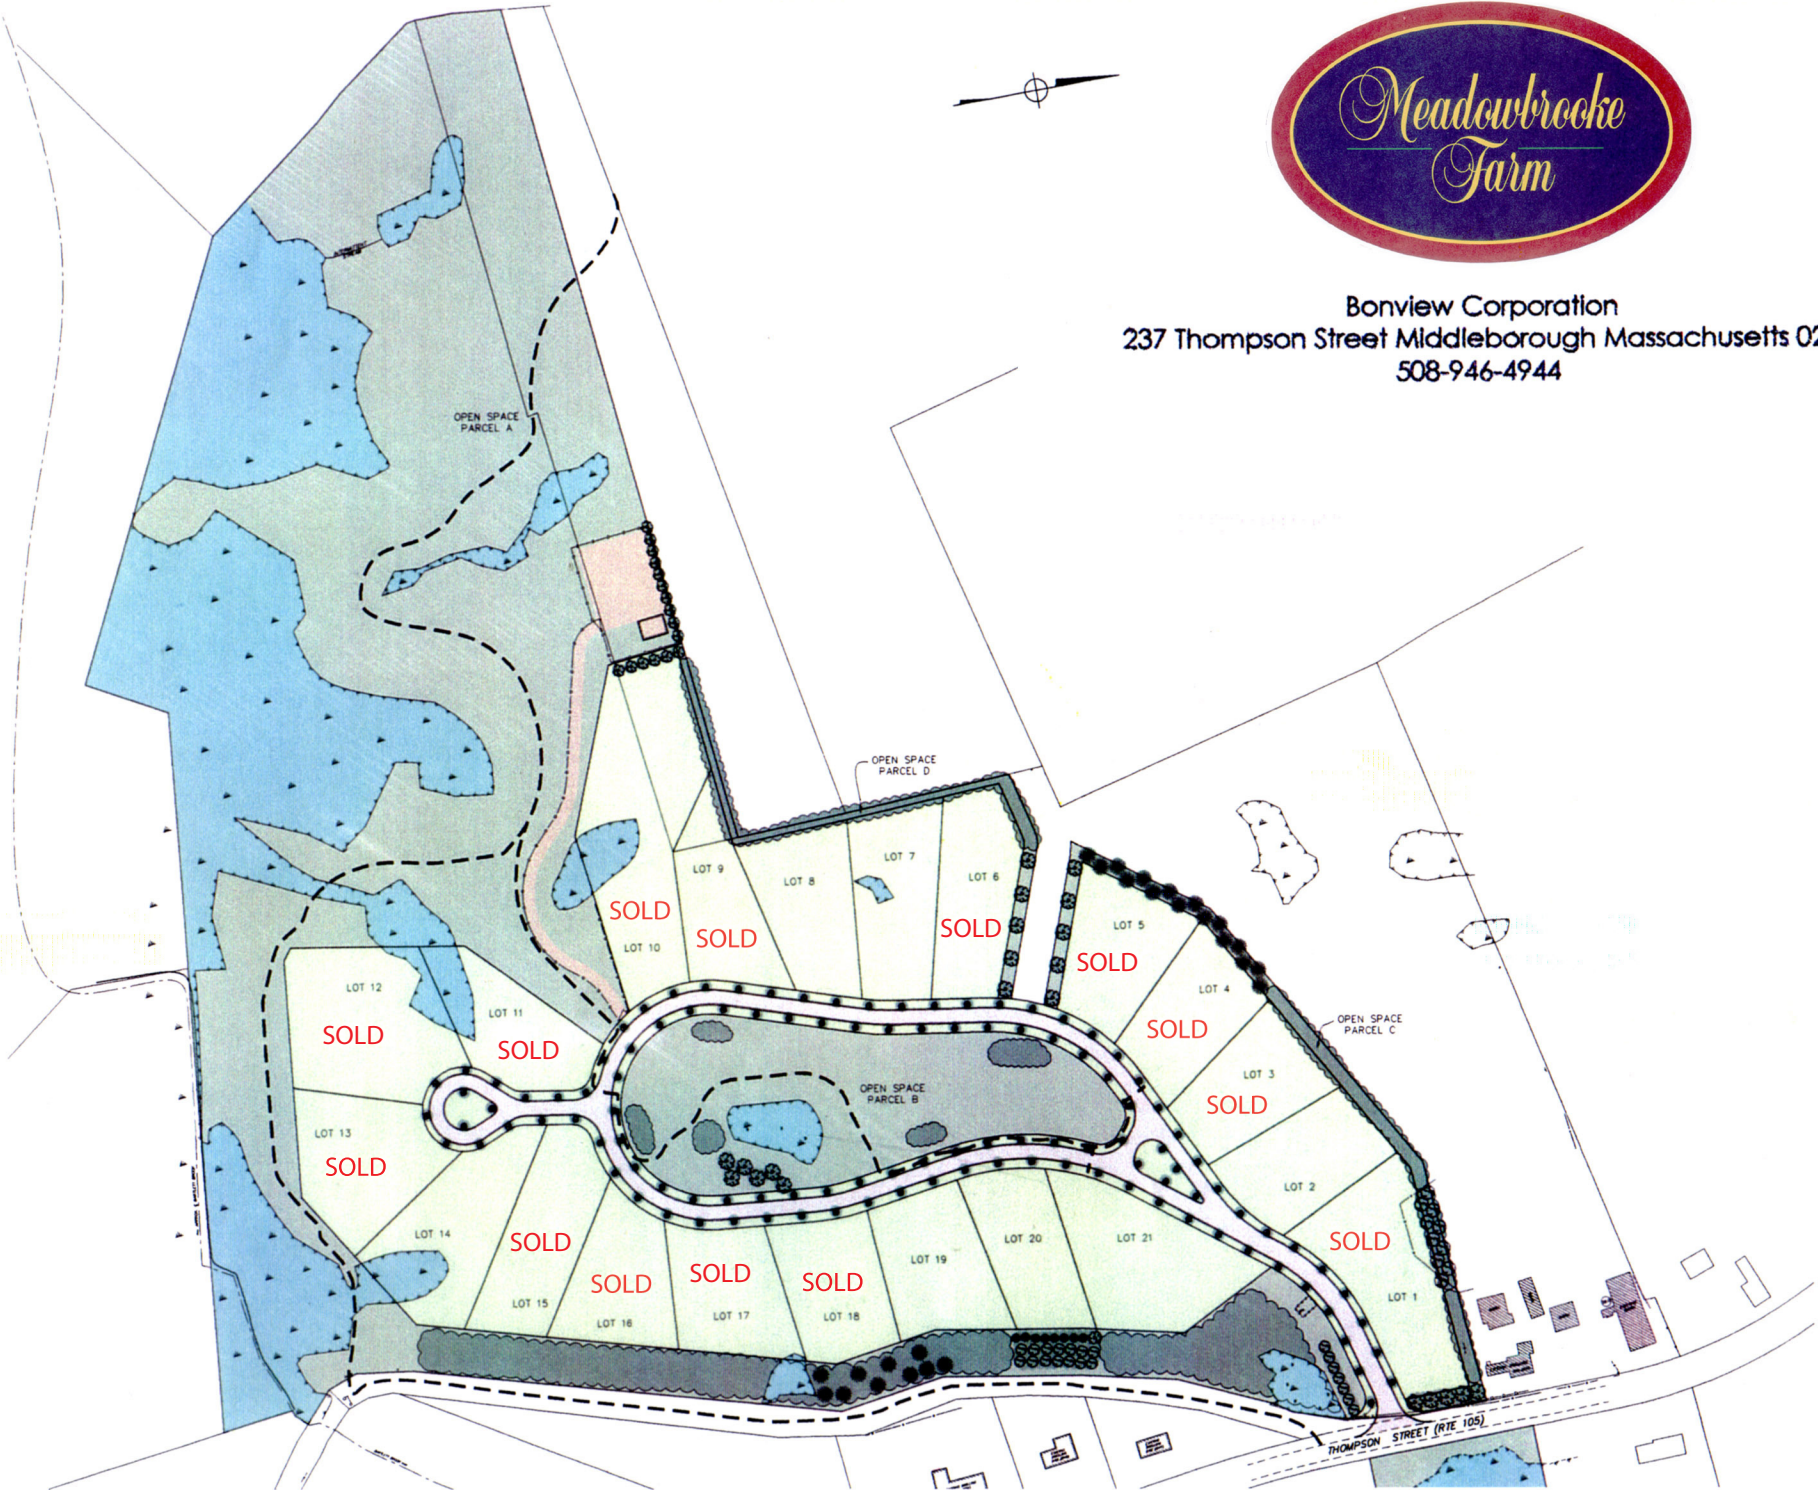 Meadowbrooke
Farm
Bonview Corporation
237 Thompson Street Middleborough Massachusetts 02
508-946-4944
OPEN SPACE
PARCEL A
OPEN SPACE
PARCEL D
LOT 9
SOLD
LOT 8
LOT 7
LOT 6
SOLD
SOLD
LOT 10
LOT 5
SOLD
LOT 4
SOLD
OPEN SPACE
PARCEL C
LOT 3
SOLD
LOT 2
SOLD
LOT 1
LOT 12
SOLD
LOT 11
SOLD
OPEN SPACE
PARCEL B
LOT 13
SOLD
LOT 14
SOLD
LOT 15
SOLD
LOT 16
SOLD
LOT 17
SOLD
LOT 18
LOT 19
LOT 20
LOT 21
THOMPSON STREET (RTE 105)